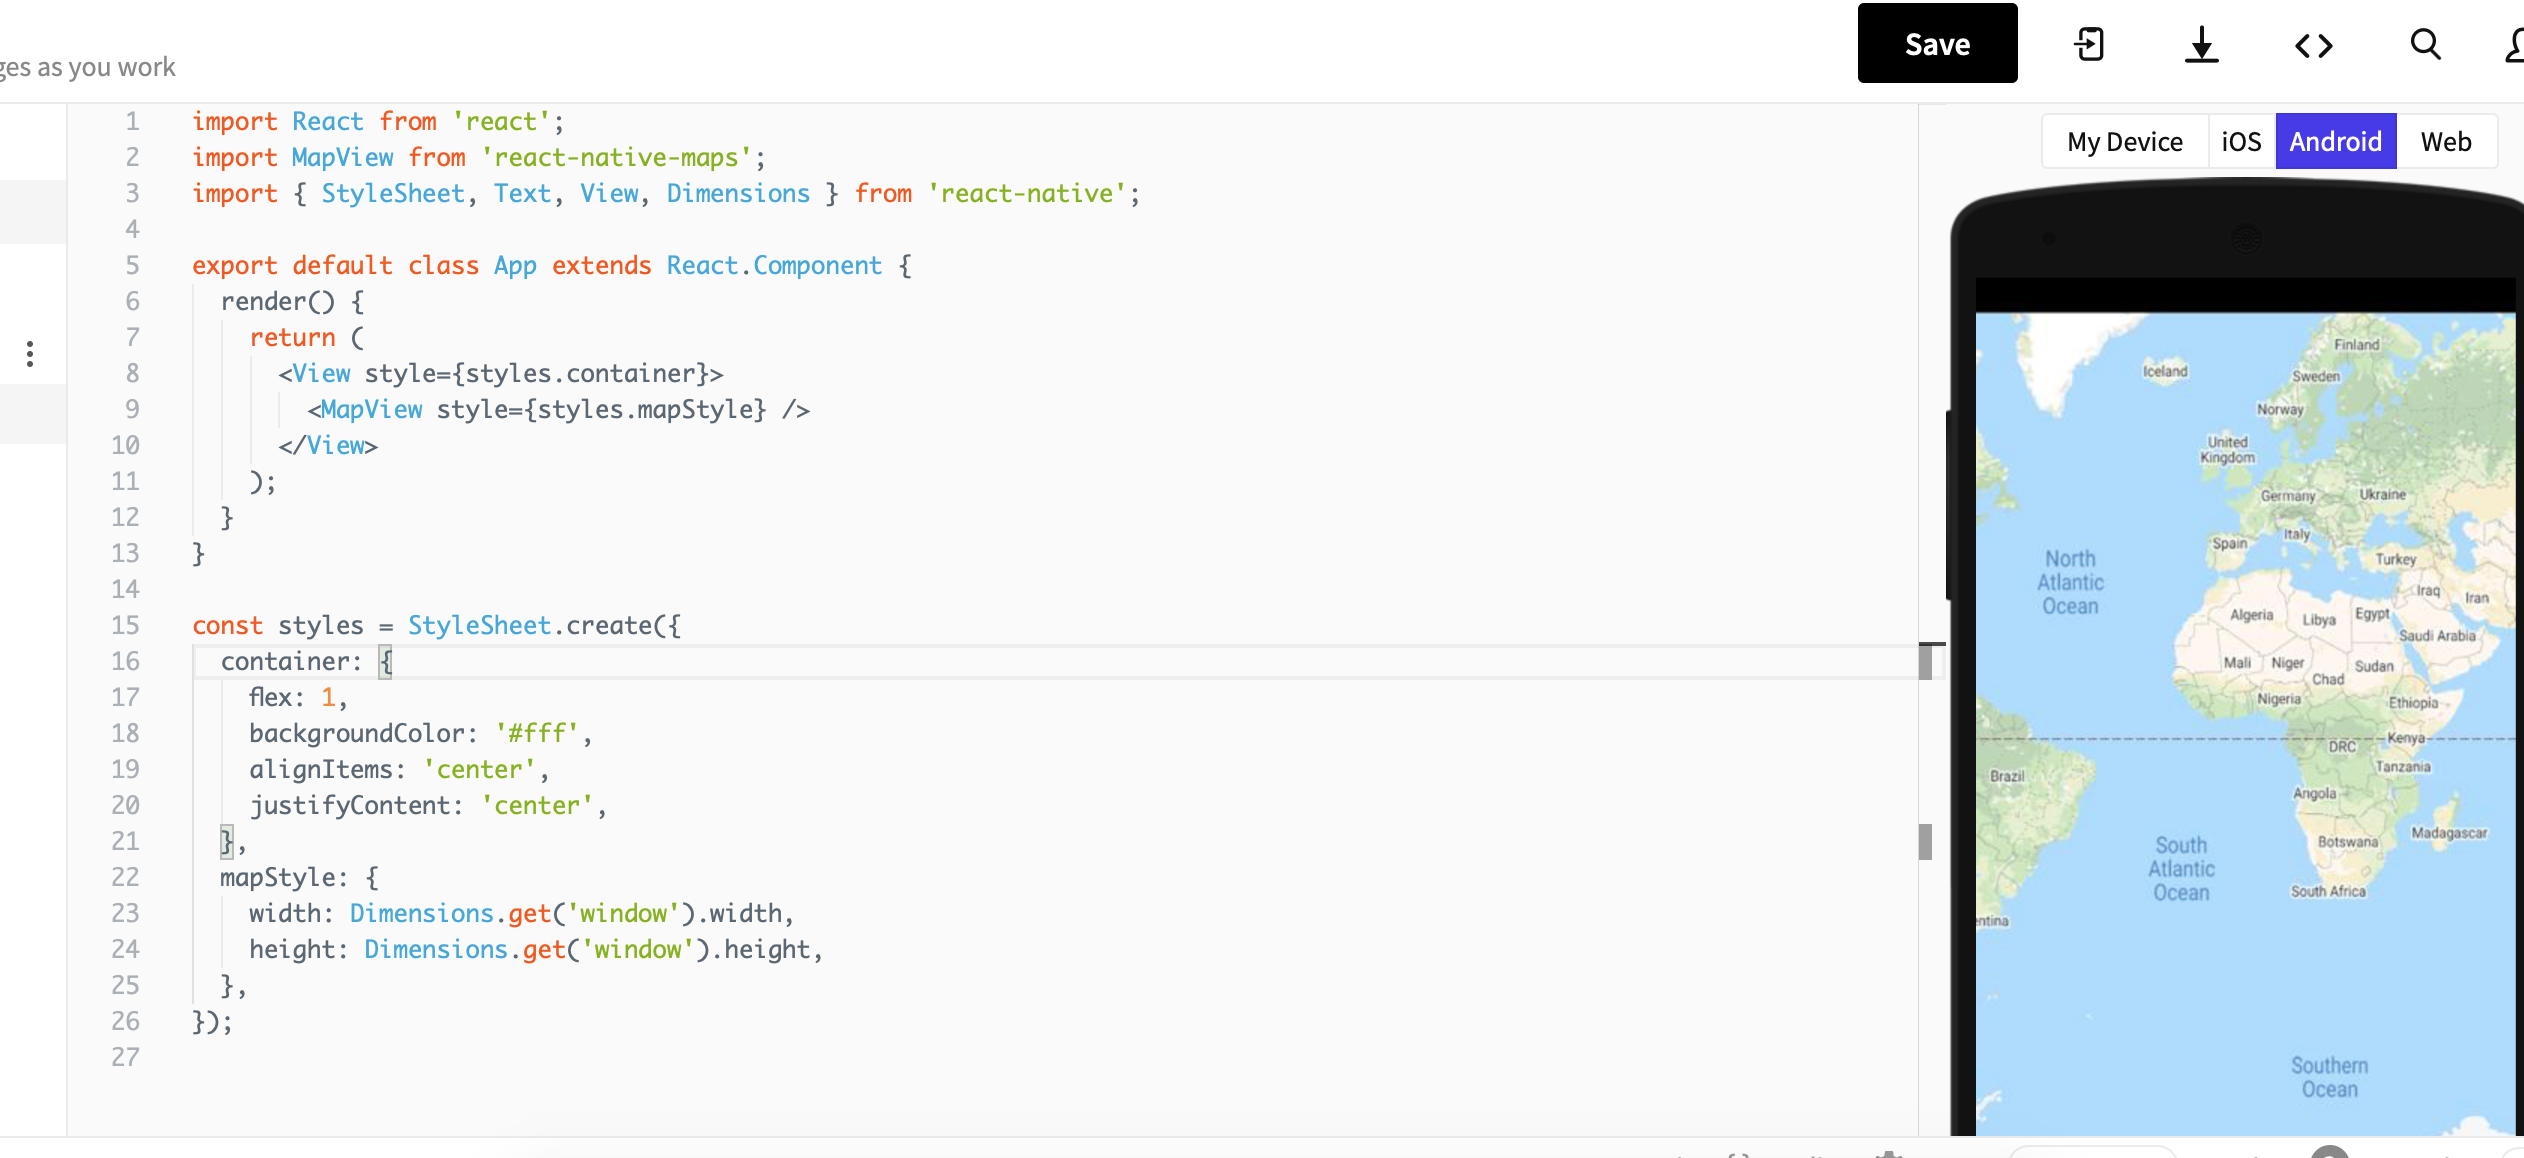 ges as you work
Save
1 import React from 'react';
2 import MapView from 'react-native-maps';
3 import { StyleSheet, Text, View, Dimensions } from 'react-native';
4
5 export default class App extends React.Component {
6 render() {
7 return (
8 <View style={styles.container}>
9 <MapView style={styles.mapStyle} />
10 </View>
11 );
12 }
13 }
14
15 const styles = StyleSheet.create({
16 container: {
17 flex: 1,
18 backgroundColor: '#fff',
19 alignItems: 'center',
20 justifyContent: 'center',
21 },
22 mapStyle: {
23 width: Dimensions.get('window').width,
24 height: Dimensions.get('window').height,
25 },
26 });
27
My Device iOS Android Web
Finland
Iceland
Sweden
Norway
United
Kingdom
Germany Ukraine
Italy
Spain
Turkey
North
Atlantic
Ocean
Iraq Iran
Algeria Libya Egypt
Saudi Arabia
Mali Niger Sudan
Chad
Nigeria Ethiopia
DRC Kenya
Tanzania
Brazil
Angola
Madagascar
Botswana
South
Atlantic
Ocean
South Africa
entina
Southern
Ocean